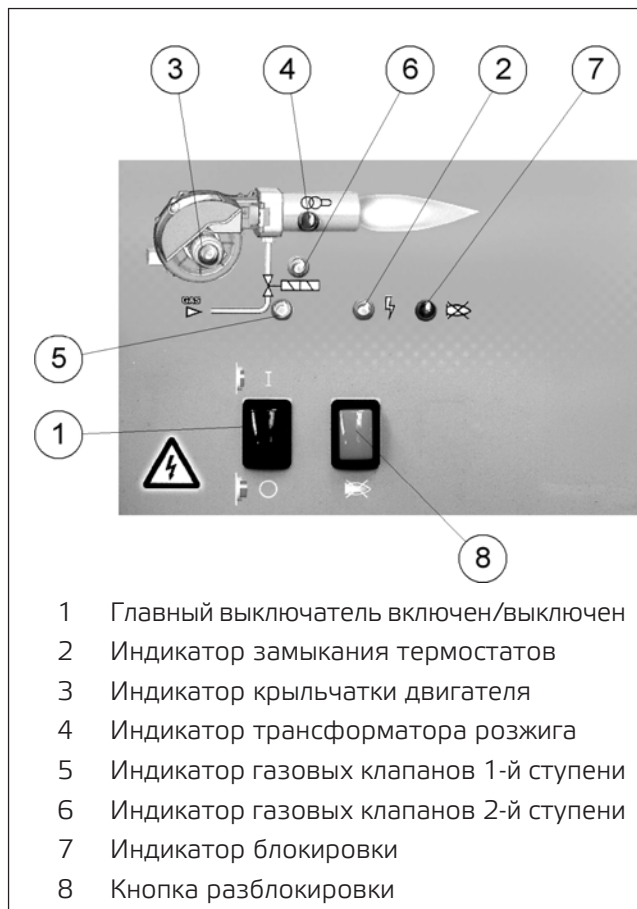 3 4 6 2 7
GAS
5
I
1
8
1 Главный выключатель включен/выключен
2 Индикатор замыкания термостатов
3 Индикатор крыльчатки двигателя
4 Индикатор трансформатора розжига
5 Индикатор газовых клапанов 1-й ступени
6 Индикатор газовых клапанов 2-й ступени
7 Индикатор блокировки
8 Кнопка разблокировки